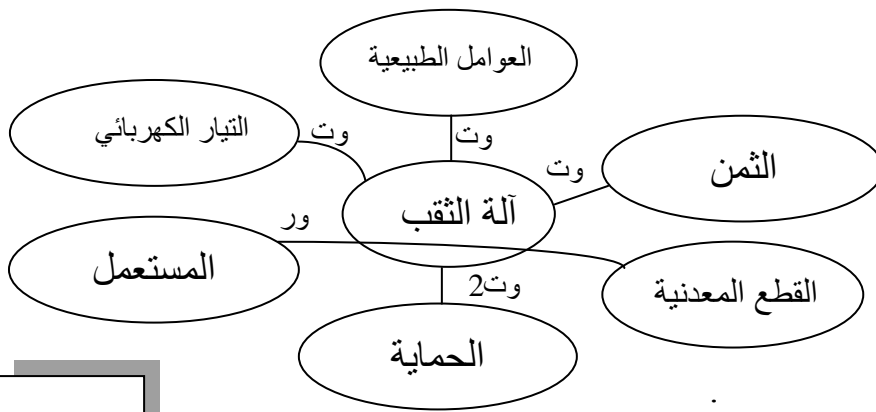 العوامل الطبيعية
التيار الكهربائي
وت
وت
وت
الثمن
آلة الثقب
ور
المستعمل
القطع المعدنية
وت2
الحماية
.